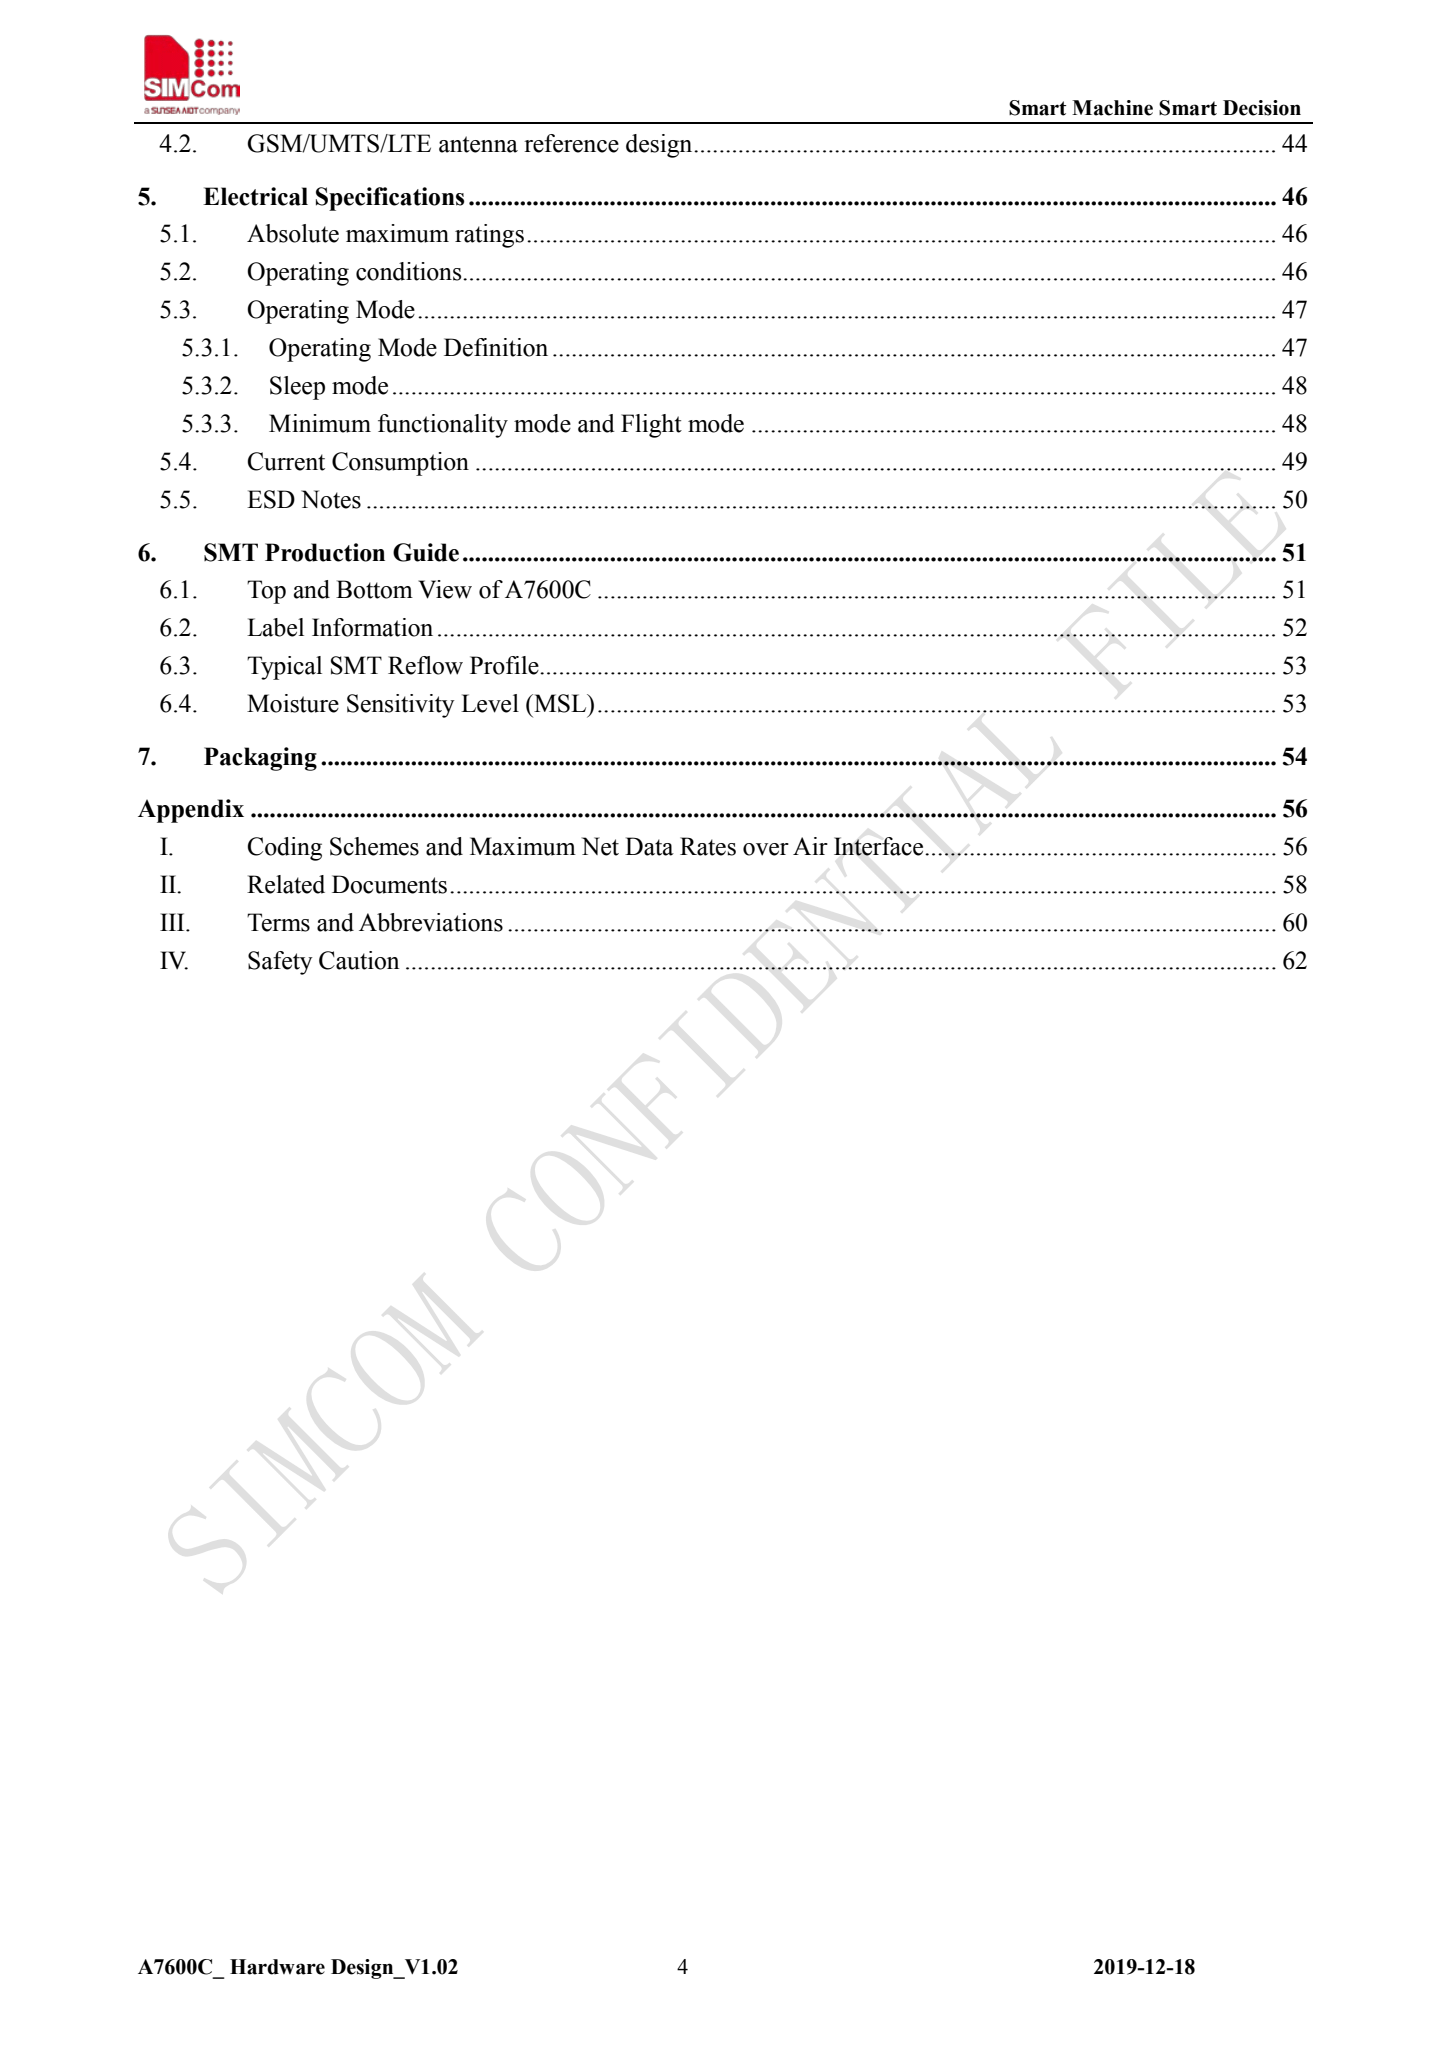 SIMCom
a SUNSEA AIOT company
Smart Machine Smart Decision
4.2. GSM/UMTS/LTE antenna reference design 44
5. Electrical Specifications 46
5.1. Absolute maximum ratings 46
5.2. Operating conditions 46
5.3. Operating Mode 47
5.3.1. Operating Mode Definition 47
5.3.2. Sleep mode 48
5.3.3. Minimum functionality mode and Flight mode 48
5.4. Current Consumption 49
5.5. ESD Notes 50
6. SMT Production Guide 51
6.1. Top and Bottom View of A7600C 51
6.2. Label Information 52
6.3. Typical SMT Reflow Profile 53
6.4. Moisture Sensitivity Level (MSL) 53
7. Packaging 54
Appendix 56
I. Coding Schemes and Maximum Net Data Rates over Air Interface 56
II. Related Documents 58
III. Terms and Abbreviations 60
IV. Safety Caution 62
SIMCOM CONFIDENTIAL FILE
A7600C_ Hardware Design_V1.02 4 2019-12-18